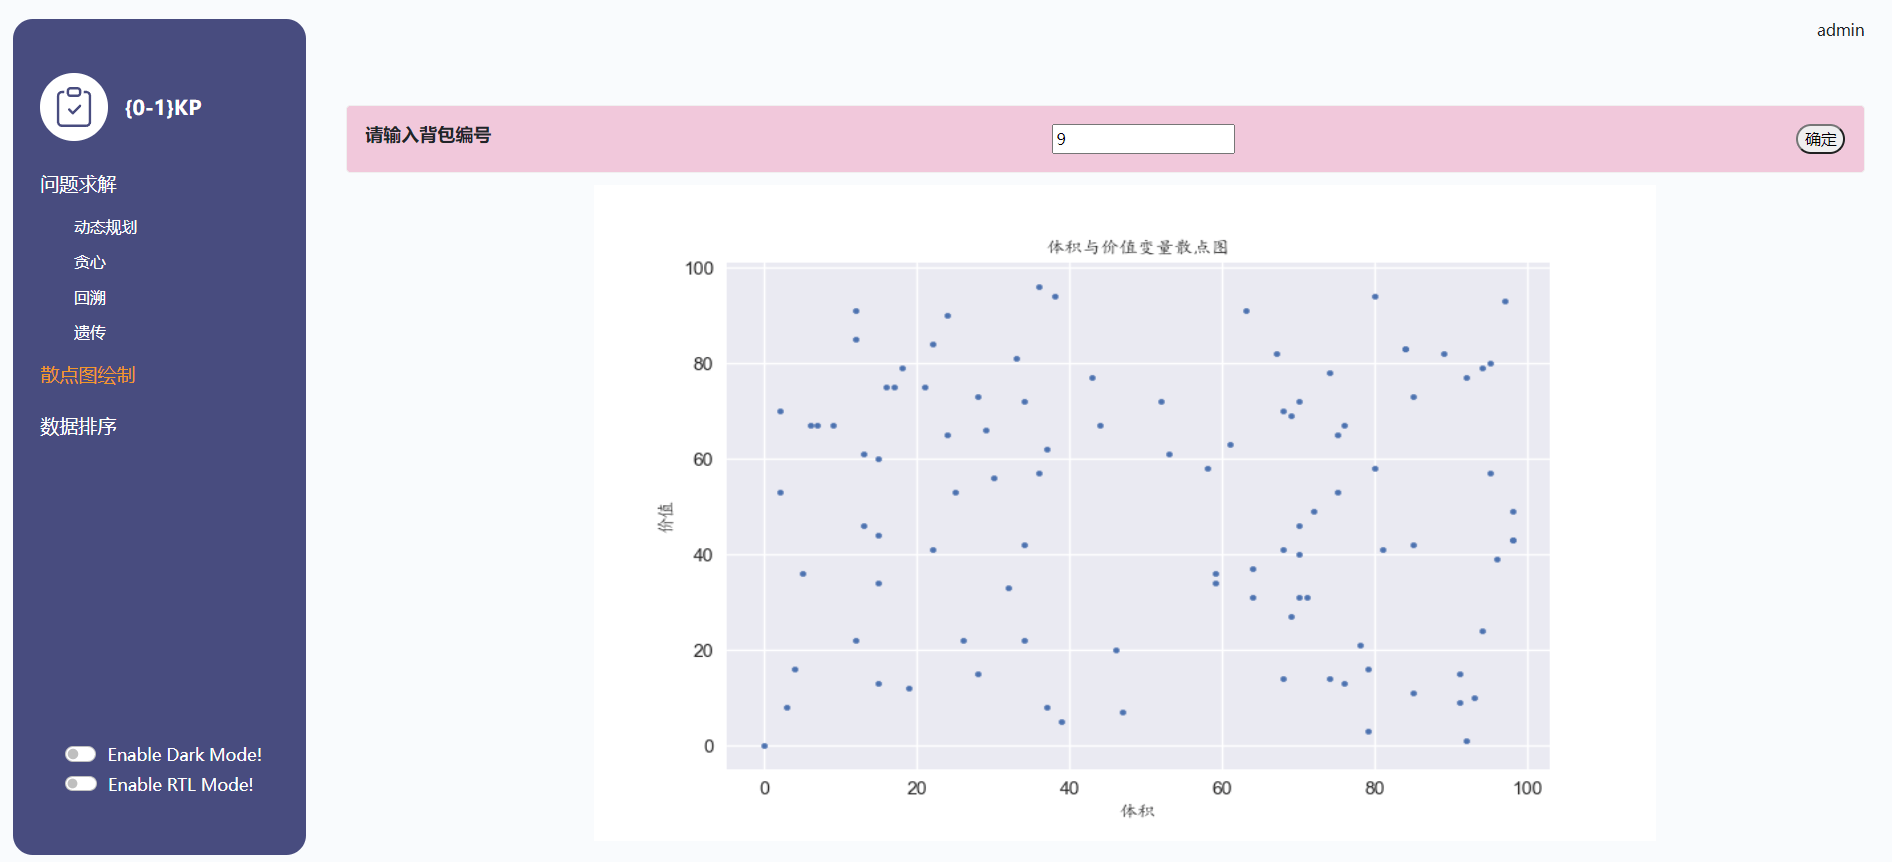 admin
{0-1}KP
问题求解
动态规划
贪心
回溯
遗传
散点图绘制
数据排序
Enable Dark Mode!
Enable RTL Mode!
请输入背包编号
9
确定
体积与价值变量散点图
100
80
60
40
20
0
价值
0 20 40 60 80 100
体积